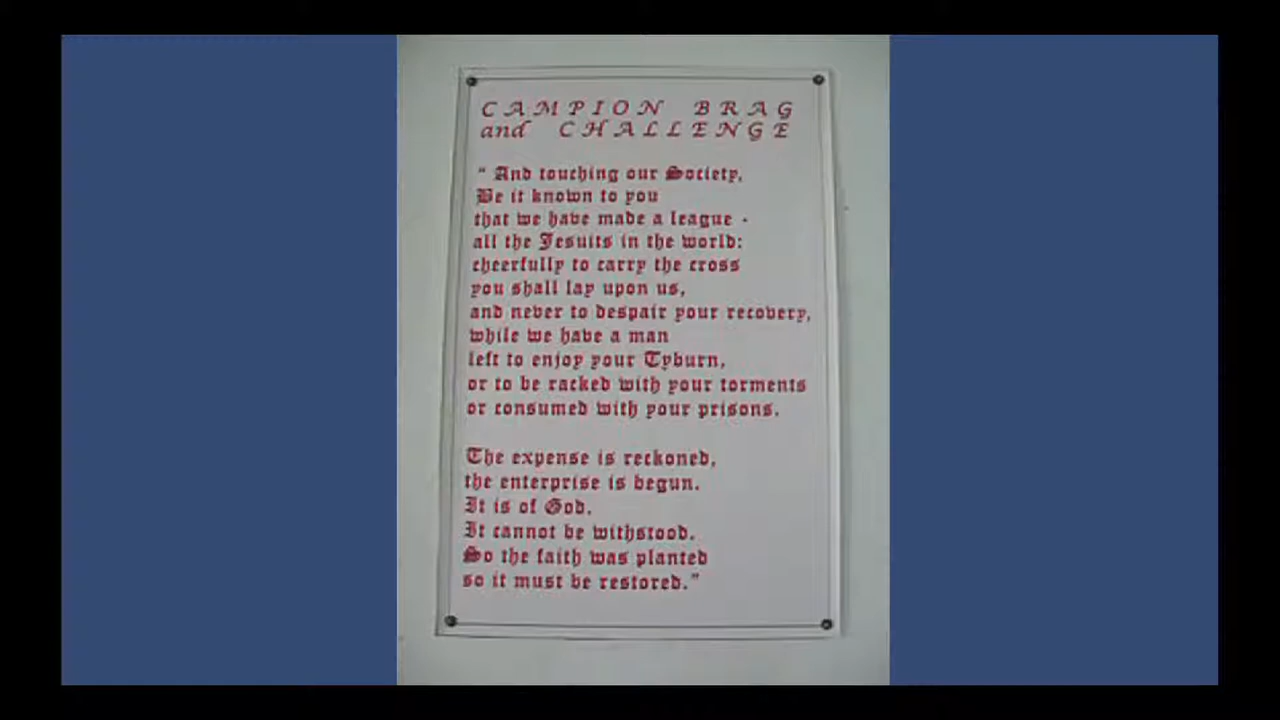 CAMPION BRAG
and CHALLENGE
" And touching our Society,
Be it known to you
that we have made a league -
all the Jesuits in the world:
cheerfully to carry the cross
you shall lay upon us,
and never to despair your recovery,
while we have a man
left to enjoy your Tyburn,
or to be racked with your torments
or consumed with your prisons.
The expense is reckoned,
the enterprise is begun.
It is of God.
It cannot be withstood.
So the faith was planted
so it must be restored."